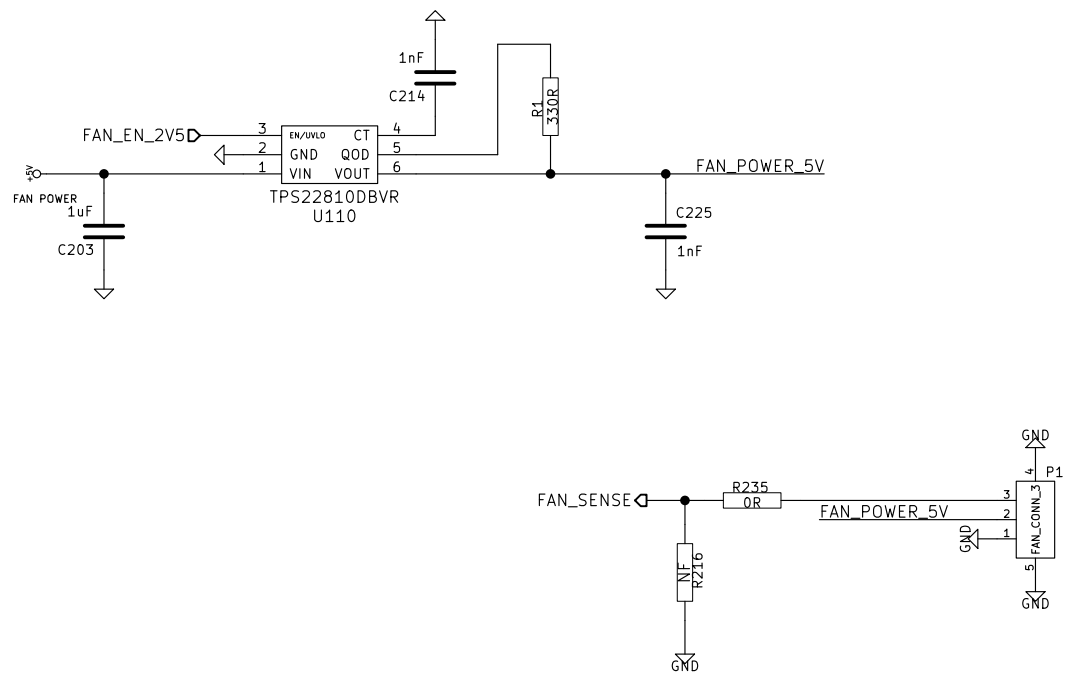 1nF
C214
R1
330R
FAN_EN_2V5
3
EN/UVLO
CT
4
2
GND
QOD
5
+5V
1
VIN
VOUT
6
FAN_POWER_5V
FAN POWER
TPS22810DBVR
U110
1uF
C203
C225
1nF
GND
4
P1
FAN_SENSE
R235
0R
3
FAN_POWER_5V
2
GND
1
FAN_CONN_3
5
GND
NF
R216
GND